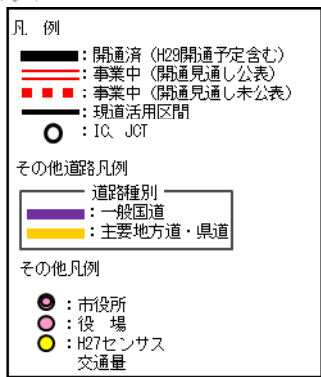 凡 例
：開通済（H29開通予定含む）
：事業中（開通見通し公表）
：事業中（開通見通し未公表）
：現道活用区間
：IC、JCT
その他道路凡例
道路種別
：一般国道
：主要地方道・県道
その他凡例
：市役所
：役 場
：H27センサス
交通量